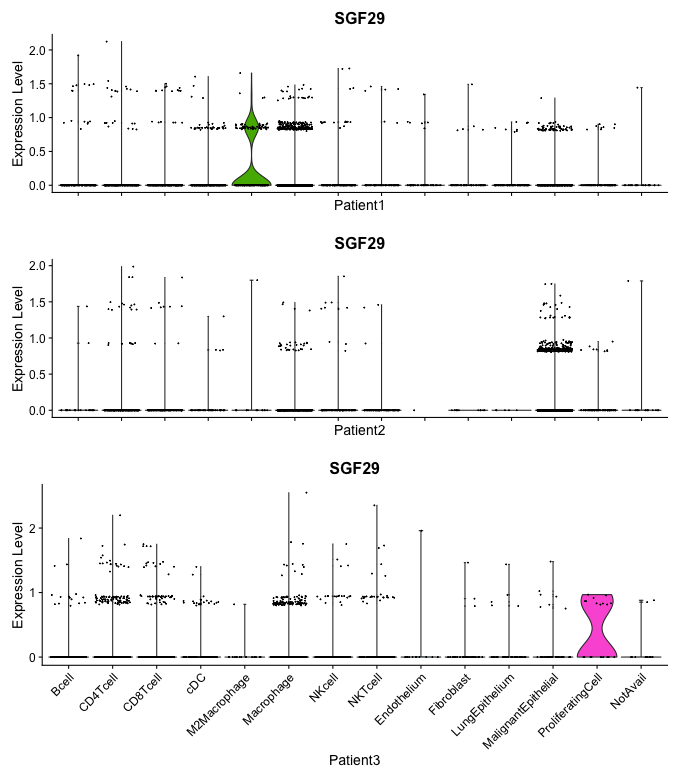 SGF29
Expression Level
2.0
1.5
1.0
0.5
0.0
Patient1
SGF29
Expression Level
2.0
1.5
1.0
0.5
0.0
Patient2
SGF29
Expression Level
2
1
0
Bcell
CD4Tcell
CD8Tcell
cDC
M2Macrophage
Macrophage
NKcell
NKTcell
Endothelium
Fibroblast
LungEpithelium
MalignantEpithelial
ProliferatingCell
NotAvail
Patient3